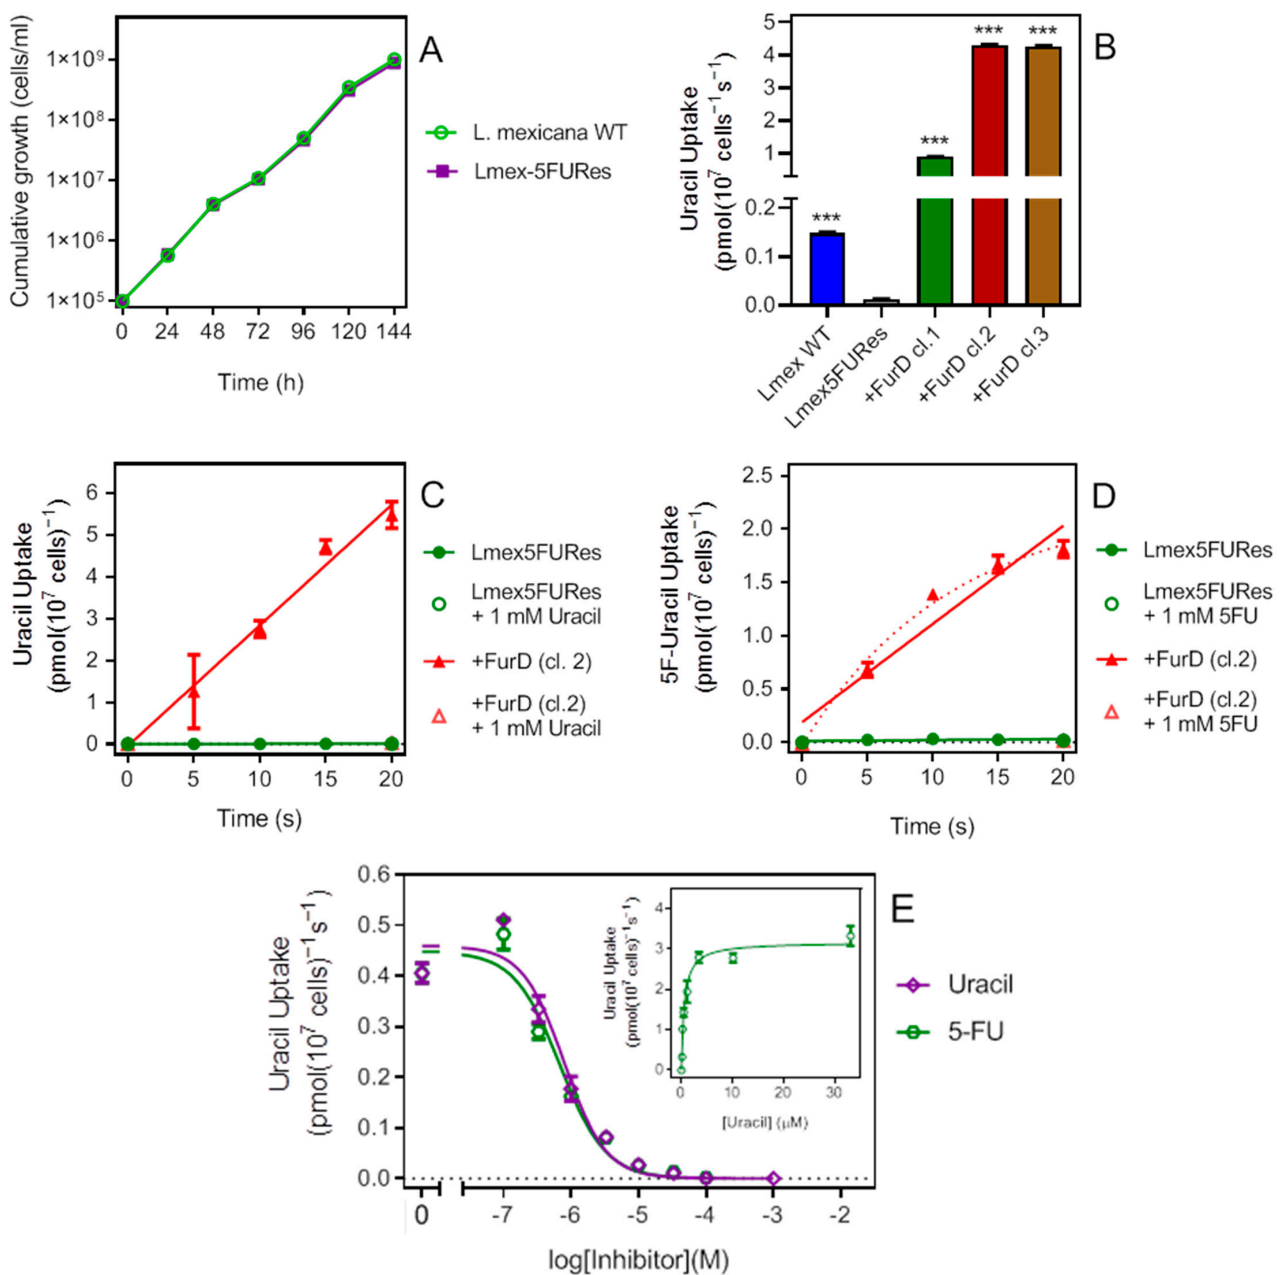 A
Cumulative growth (cells/ml)
1×10⁹
1×10⁸
1×10⁷
1×10⁶
1×10⁵
0 24 48 72 96 120 144
Time (h)
L. mexicana WT
Lmex-5FURes
B
Uracil Uptake
(pmol(10⁷ cells⁻¹s⁻¹)
5
4
3
2
1
0.2
0.1
0.0
***
***
***
***
Lmex WT
Lmex5FURes
+FurD cl.1
+FurD cl.2
+FurD cl.3
C
Uracil Uptake
(pmol(10⁷ cells)⁻¹)
6
5
4
3
2
1
0
0 5 10 15 20
Time (s)
Lmex5FURes
Lmex5FURes
+ 1 mM Uracil
+FurD (cl. 2)
+FurD (cl.2)
+ 1 mM Uracil
D
5F-Uracil Uptake
(pmol(10⁷ cells)⁻¹)
2.5
2.0
1.5
1.0
0.5
0.0
0 5 10 15 20
Time (s)
Lmex5FURes
Lmex5FURes
+ 1 mM 5FU
+FurD (cl.2)
+FurD (cl.2)
+ 1 mM 5FU
E
Uracil Uptake
(pmol(10⁷ cells)⁻¹s⁻¹)
0.6
0.5
0.4
0.3
0.2
0.1
0.0
0 -7 -6 -5 -4 -3 -2
log[Inhibitor](M)
Uracil Uptake
(pmol(10⁷ cells)⁻¹s⁻¹)
4
3
2
1
0
0 10 20 30
[Uracil] (μM)
Uracil
5-FU